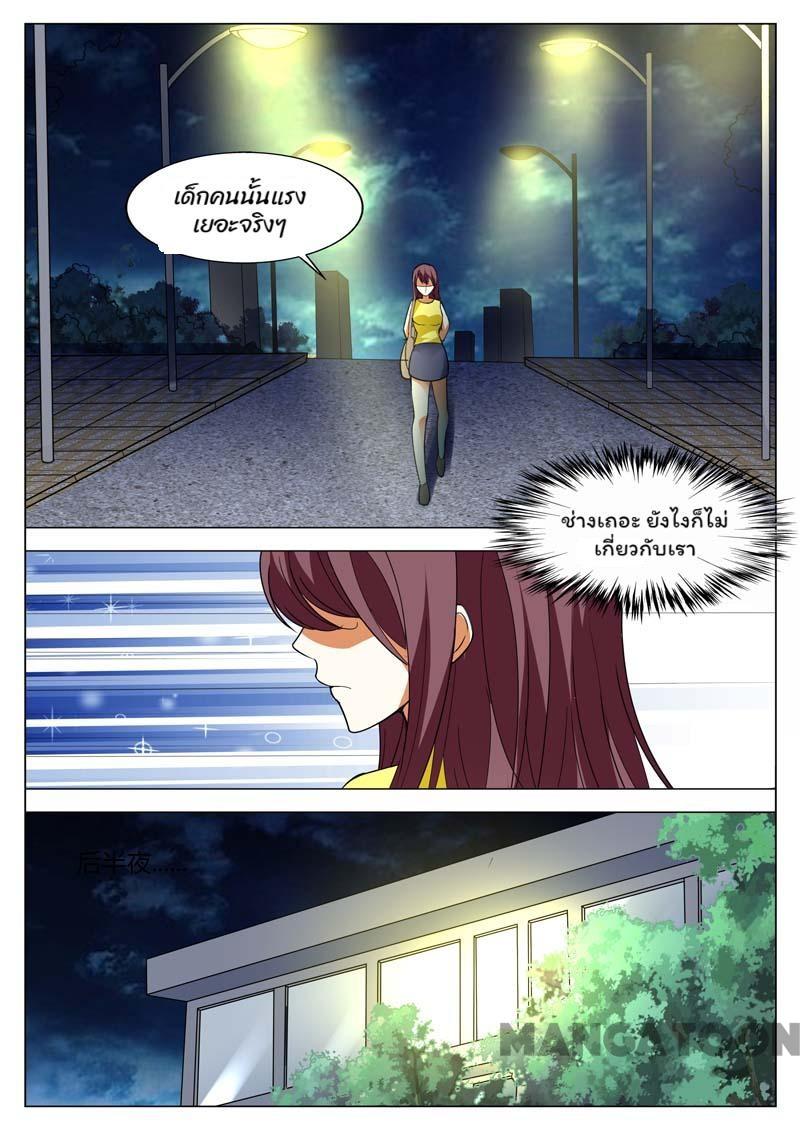 เด็กคนนั้นแรง
เยอะจริงๆ
ช่างเถอะ ยังไงก็ไม่
เกี่ยวกับเรา
后半夜……
MANGATOON